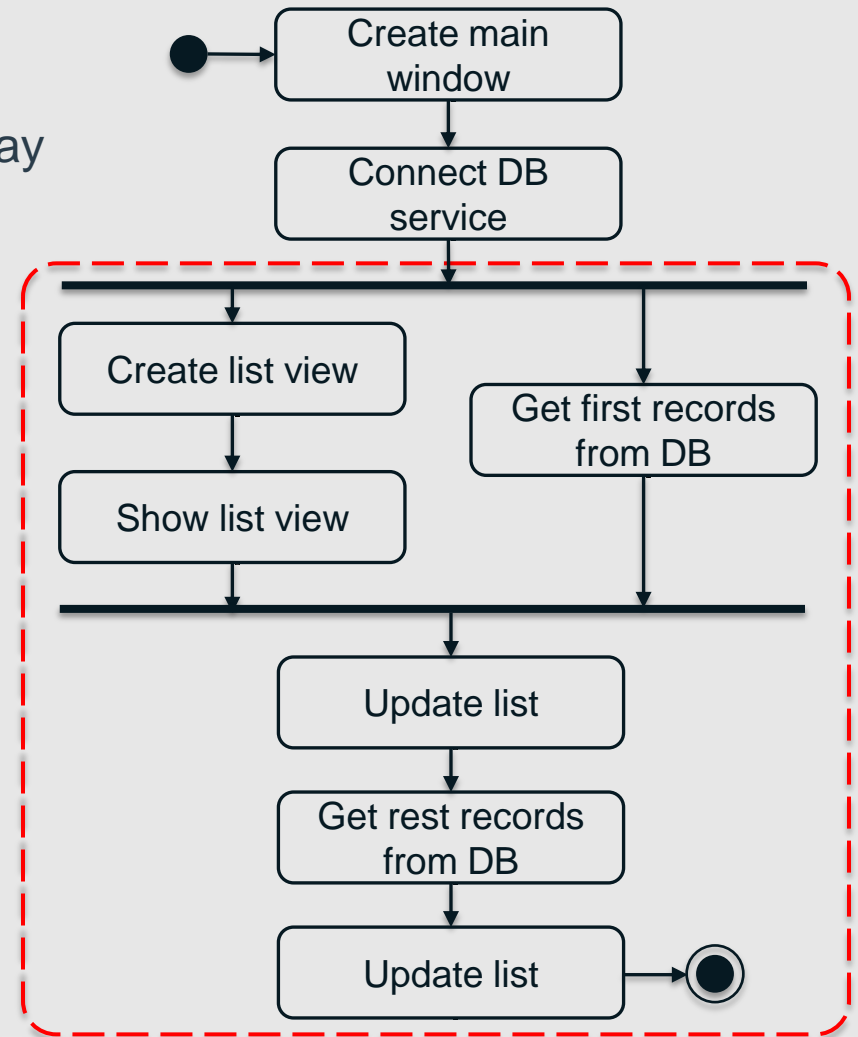 Create main
window
ay
Connect DB
service
Create list view
Get first records
from DB
Show list view
Update list
Get rest records
from DB
Update list